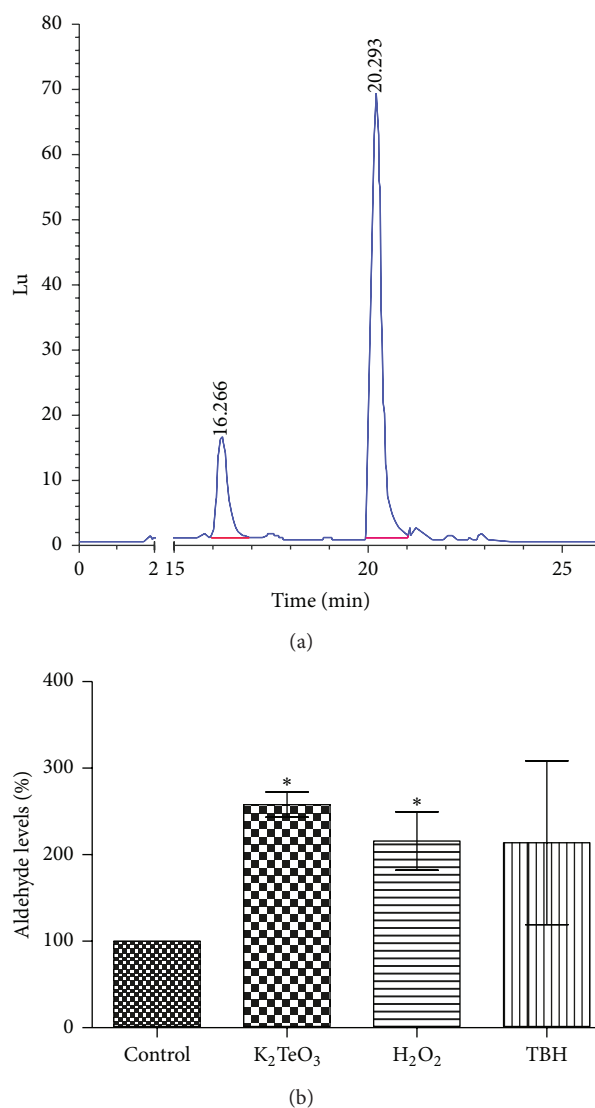 80
70
60
50
40
30
20
10
0
Lu
16.266
20.293
0 2 15 20 25
Time (min)
(a)
400
300
200
100
0
Aldehyde levels (%)
* *
Control K₂TeO₃ H₂O₂ TBH
(b)